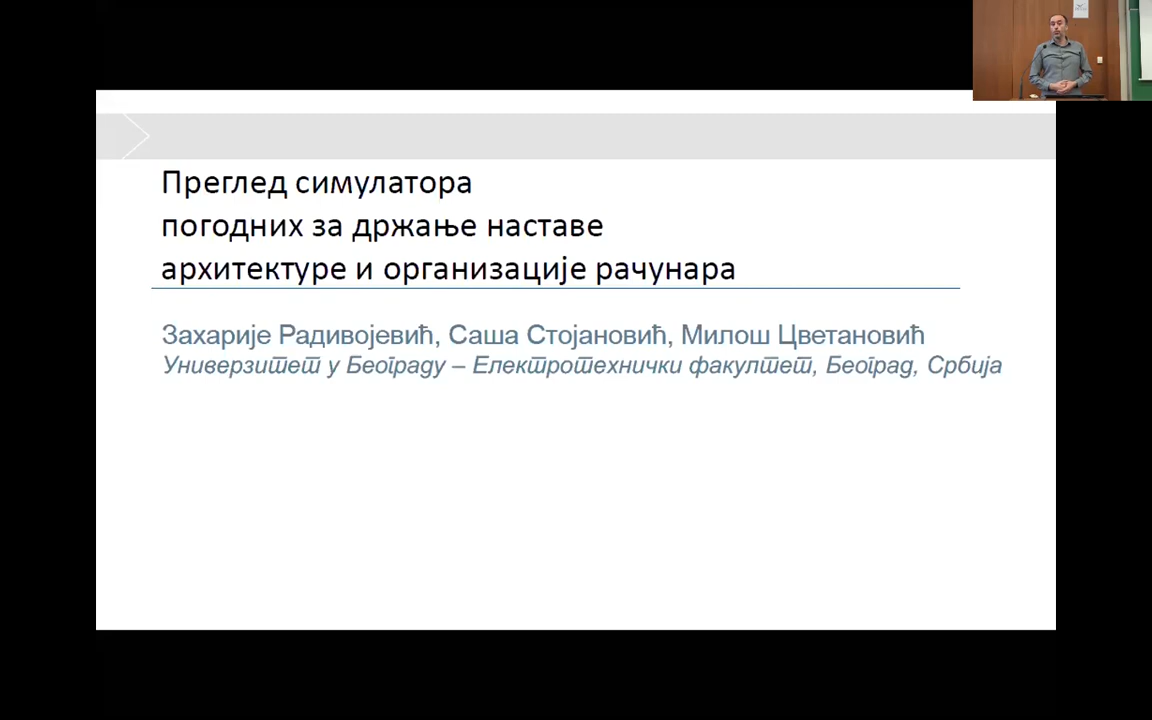 Преглед симулатора
погодних за држање наставе
архитектуре и организације рачунара
Захарије Радивојевић, Саша Стојановић, Милош Цветановић
Универзитет у Београду – Електротехнички факултет, Београд, Србија